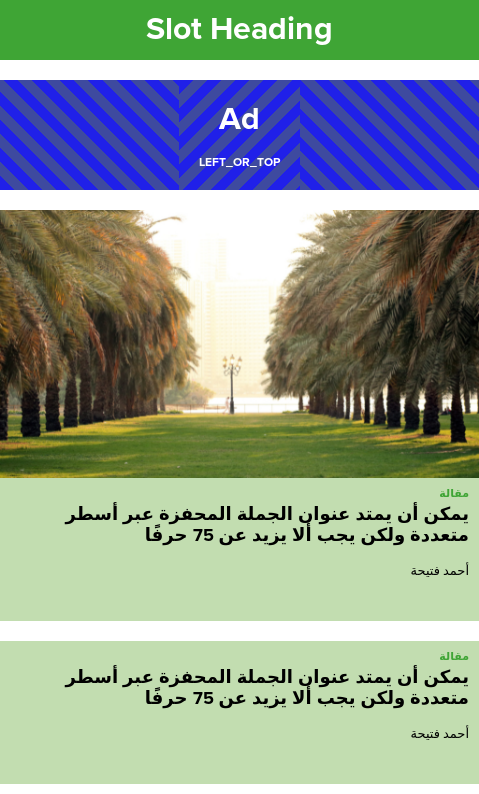 Slot Heading
Ad
LEFT_OR_TOP
مقالة
يمكن أن يمتد عنوان الجملة المحفزة عبر أسطر
متعددة ولكن يجب ألا يزيد عن 75 حرفًا
أحمد فتيحة
مقالة
يمكن أن يمتد عنوان الجملة المحفزة عبر أسطر
متعددة ولكن يجب ألا يزيد عن 75 حرفًا
أحمد فتيحة